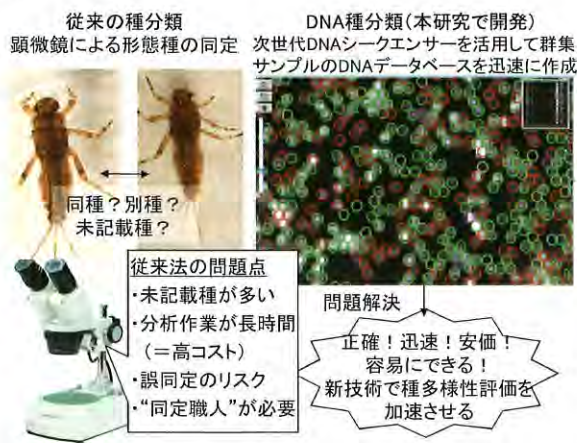 従来の種分類
顕微鏡による形態種の同定
同種？別種？
未記載種？
従来法の問題点
・未記載種が多い
・分析作業が長時間
（＝高コスト）
・誤同定のリスク
・“同定職人”が必要
DNA種分類（本研究で開発）
次世代DNAシークエンサーを活用して群集
サンプルのDNAデータベースを迅速に作成
問題解決
正確！迅速！安価！
容易にできる！
新技術で種多様性評価を
加速させる